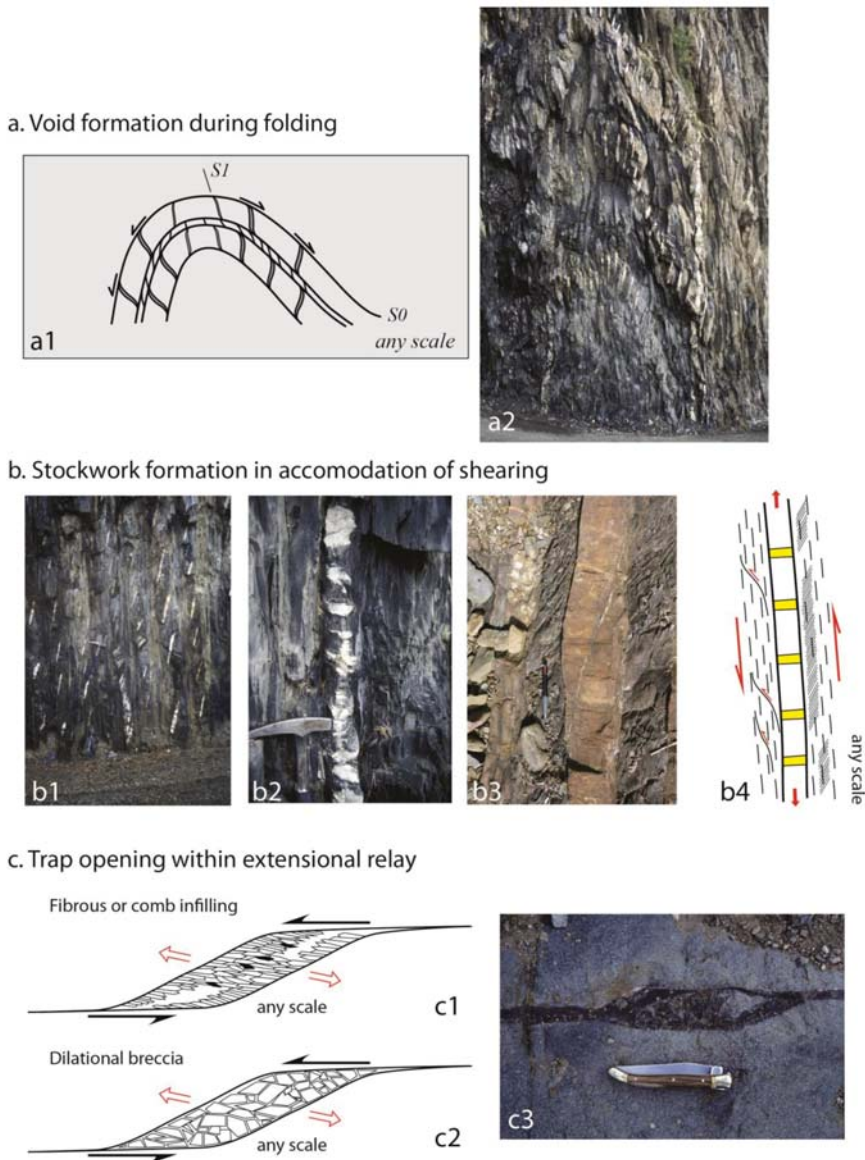 a. Void formation during folding
S1
S0
any scale
a1
a2
b. Stockwork formation in accomodation of shearing
b1
b2
b3
b4
any scale
c. Trap opening within extensional relay
Fibrous or comb infilling
any scale
c1
Dilational breccia
any scale
c2
c3